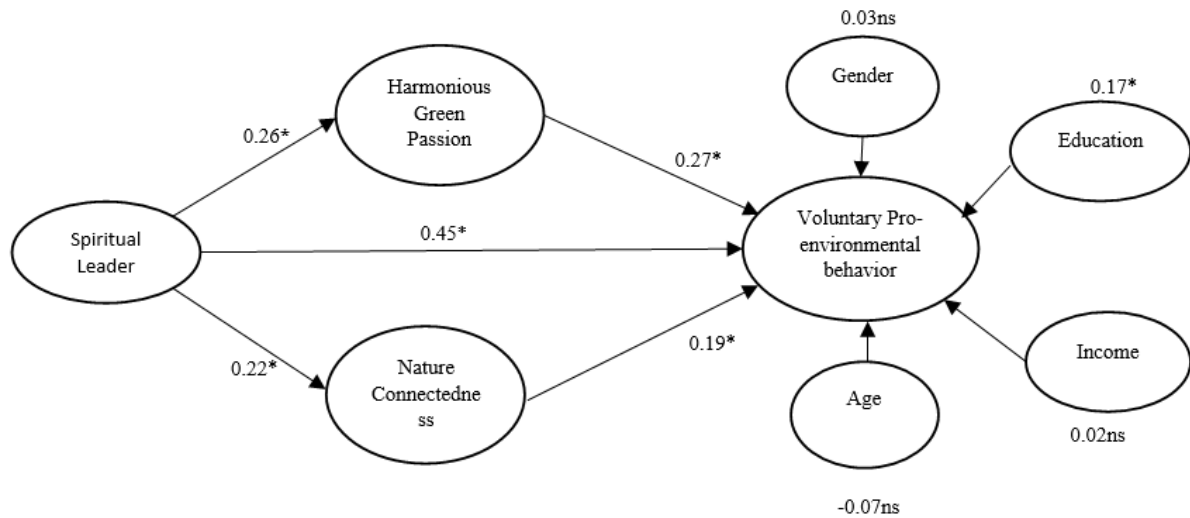 0.03ns
Gender
Harmonious
Green
Passion
0.17*
Education
0.26*
0.27*
Spiritual
Leader
0.45*
Voluntary Pro-
environmental
behavior
0.22*
Nature
Connectedne
ss
0.19*
Age
Income
0.02ns
-0.07ns